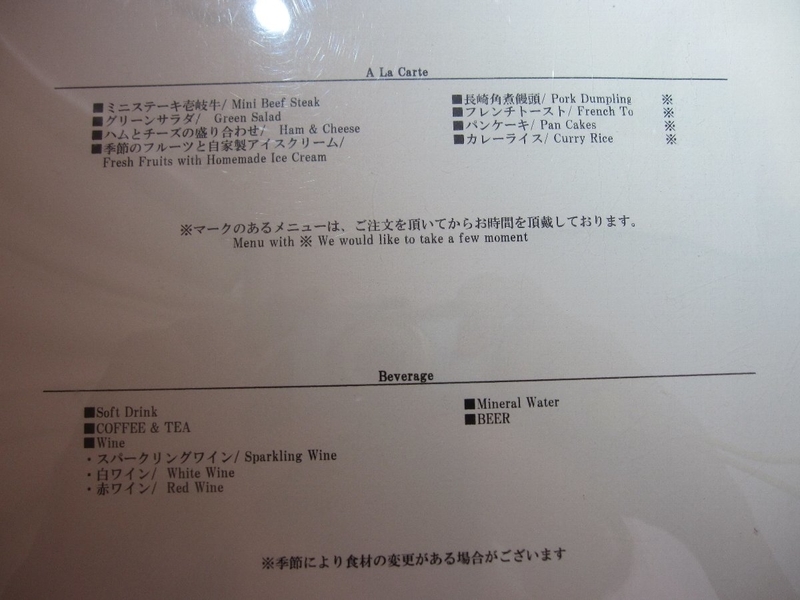 A La Carte
■ミニステーキ壱岐牛/ Mini Beef Steak
■グリーンサラダ/ Green Salad
■ハムとチーズの盛り合わせ/ Ham & Cheese
■季節のフルーツと自家製アイスクリーム/
Fresh Fruits with Homemade Ice Cream
■長崎角煮饅頭/ Pork Dumpling ※
■フレンチトースト/ French To ※
■パンケーキ/ Pan Cakes ※
■カレーライス/ Curry Rice ※
※マークのあるメニューは、ご注文を頂いてからお時間を頂戴しております。
Menu with ※ We would like to take a few moment
Beverage
■Soft Drink
■COFFEE & TEA
■Wine
・スパークリングワイン/ Sparkling Wine
・白ワイン/ White Wine
・赤ワイン/ Red Wine
■Mineral Water
■BEER
※季節により食材の変更がある場合がございます